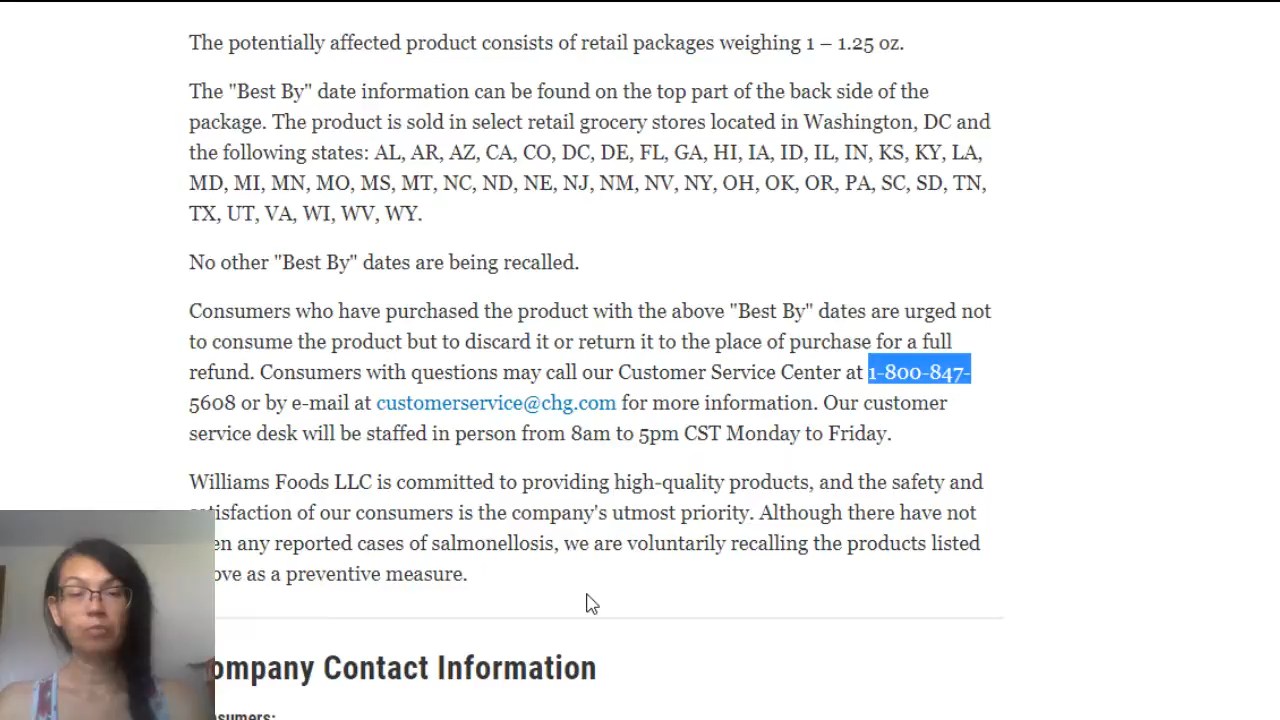 The potentially affected product consists of retail packages weighing 1 – 1.25 oz.
The "Best By" date information can be found on the top part of the back side of the
package. The product is sold in select retail grocery stores located in Washington, DC and
the following states: AL, AR, AZ, CA, CO, DC, DE, FL, GA, HI, IA, ID, IL, IN, KS, KY, LA,
MD, MI, MN, MO, MS, MT, NC, ND, NE, NJ, NM, NV, NY, OH, OK, OR, PA, SC, SD, TN,
TX, UT, VA, WI, WV, WY.
No other "Best By" dates are being recalled.
Consumers who have purchased the product with the above "Best By" dates are urged not
to consume the product but to discard it or return it to the place of purchase for a full
refund. Consumers with questions may call our Customer Service Center at 1-800-847-
5608 or by e-mail at customerservice@chg.com for more information. Our customer
service desk will be staffed in person from 8am to 5pm CST Monday to Friday.
Williams Foods LLC is committed to providing high-quality products, and the safety and
tisfaction of our consumers is the company's utmost priority. Although there have not
en any reported cases of salmonellosis, we are voluntarily recalling the products listed
ove as a preventive measure.
ompany Contact Information
sumers: